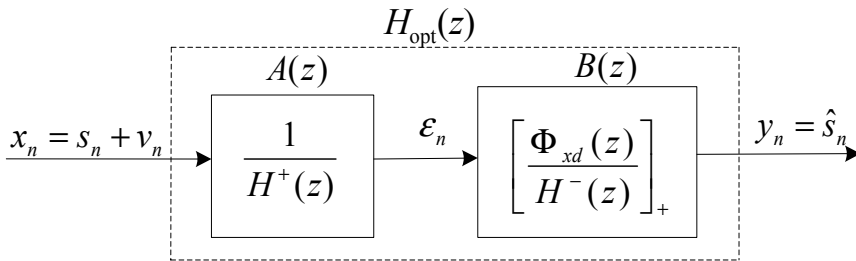 H_opt(z)
A(z)
B(z)
x_n = s_n + v_n
1 / H^+(z)
ε_n
[Φ_xd(z) / H^-(z)]_+
y_n = ŝ_n